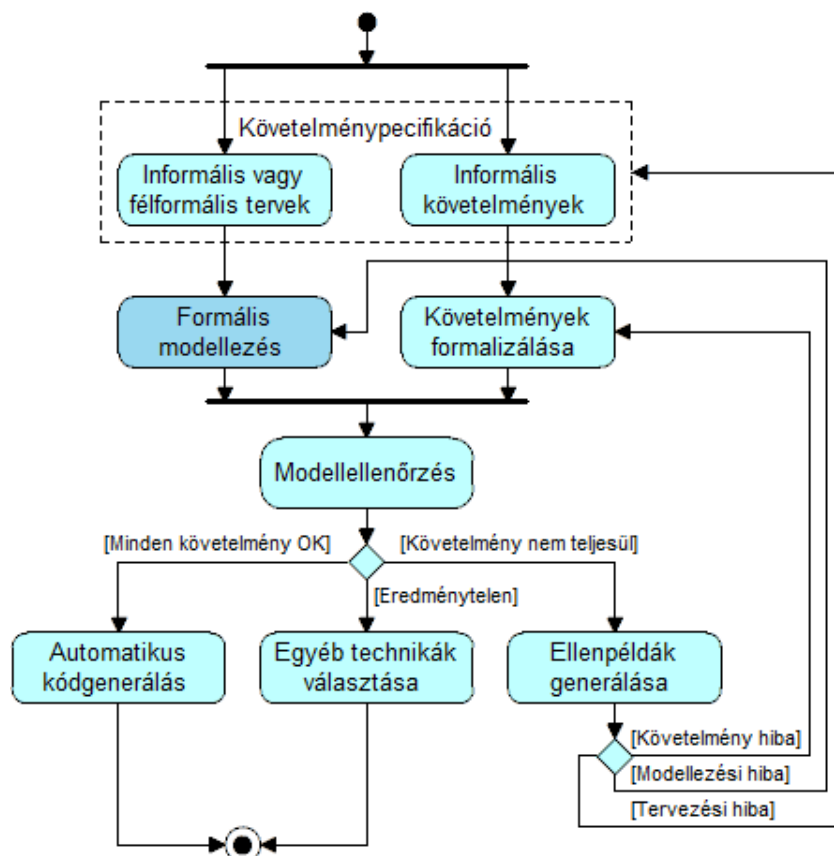 Követelménypecifikáció
Informális vagy
félformális tervek
Informális
követelmények
Formális
modellezés
Követelmények
formalizálása
Modellellenőrzés
[Minden követelmény OK]
[Követelmény nem teljesül]
[Eredménytelen]
Automatikus
kódgenerálás
Egyéb technikák
választása
Ellenpéldák
generálása
[Követelmény hiba]
[Modellezési hiba]
[Tervezési hiba]